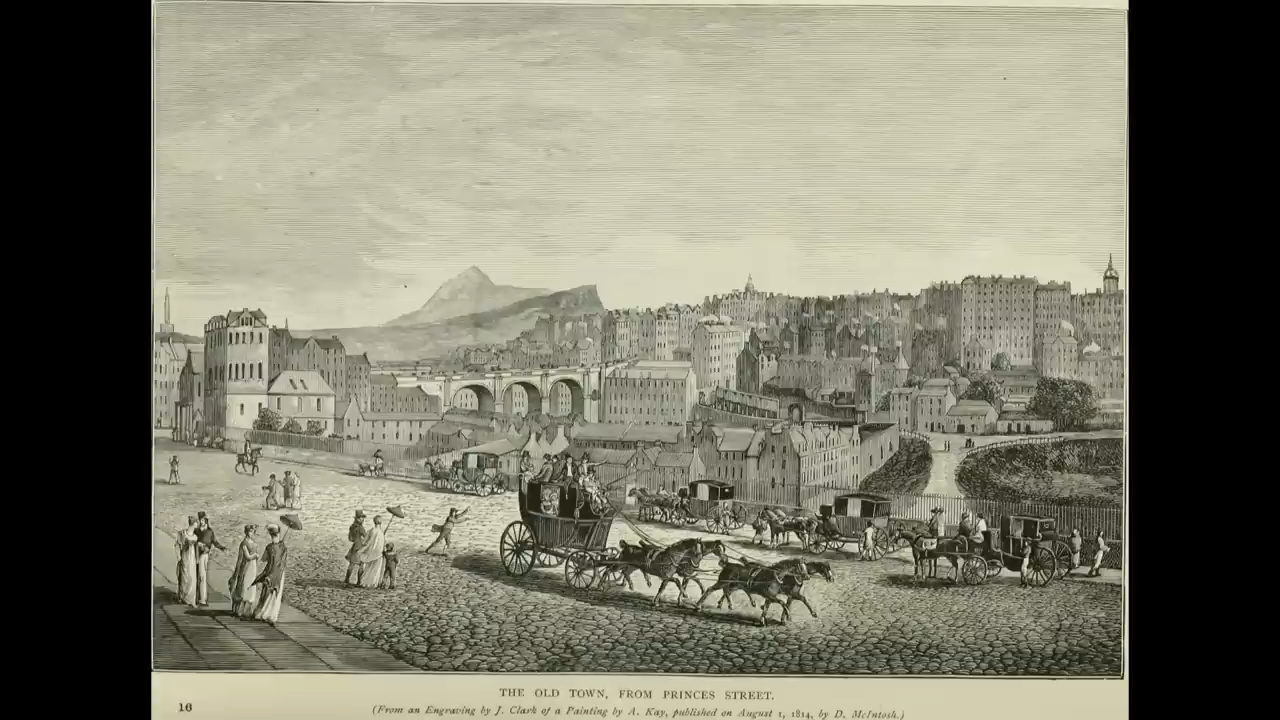 THE OLD TOWN, FROM PRINCES STREET.
16
(From an Engraving by J. Clark of a Painting by A. Kay, published on August 1, 1814, by D. McIntosh.)